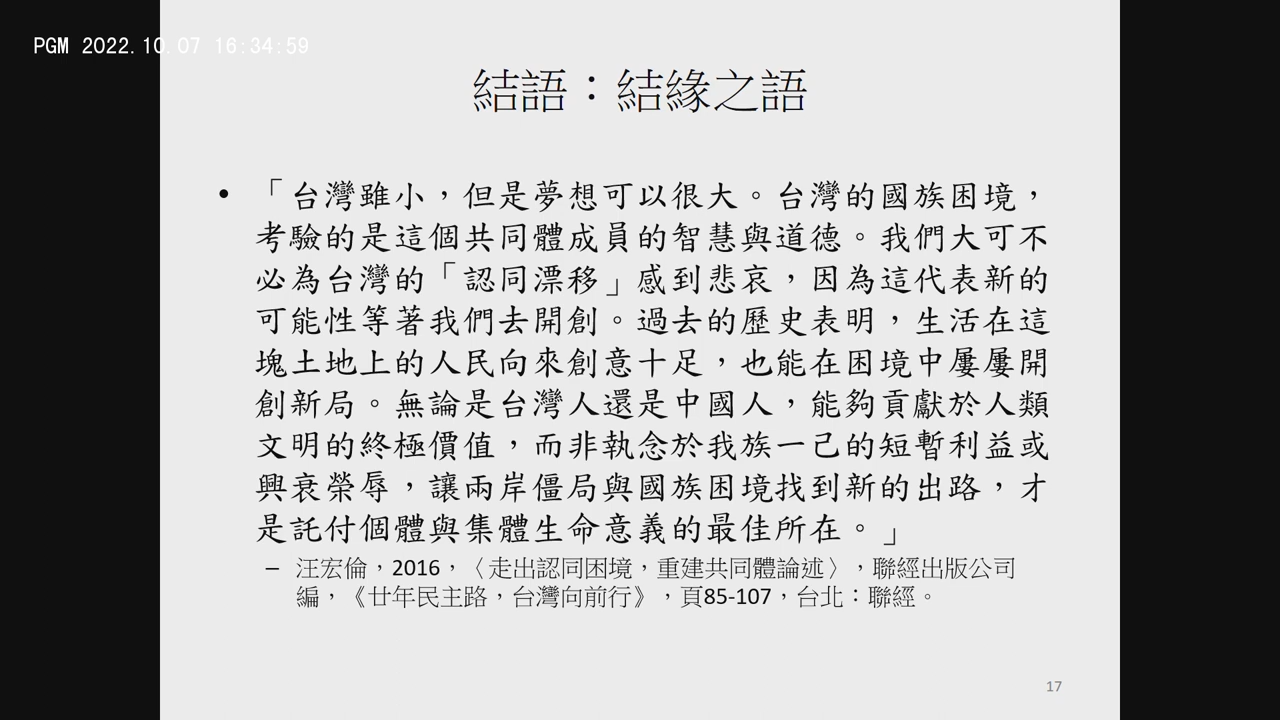 PGM 2022.10.07 16:34:59
結語：結緣之語
• 「台灣雖小，但是夢想可以很大。台灣的國族困境，
考驗的是這個共同體成員的智慧與道德。我們大可不
必為台灣的「認同漂移」感到悲哀，因為這代表新的
可能性等著我們去開創。過去的歷史表明，生活在這
塊土地上的人民向來創意十足，也能在困境中屢屢開
創新局。無論是台灣人還是中國人，能夠貢獻於人類
文明的終極價值，而非執念於我族一己的短暫利益或
興衰榮辱，讓兩岸僵局與國族困境找到新的出路，才
是託付個體與集體生命意義的最佳所在。」
– 汪宏倫，2016，〈走出認同困境，重建共同體論述〉，聯經出版公司
編，《廿年民主路，台灣向前行》，頁85-107，台北：聯經。
17